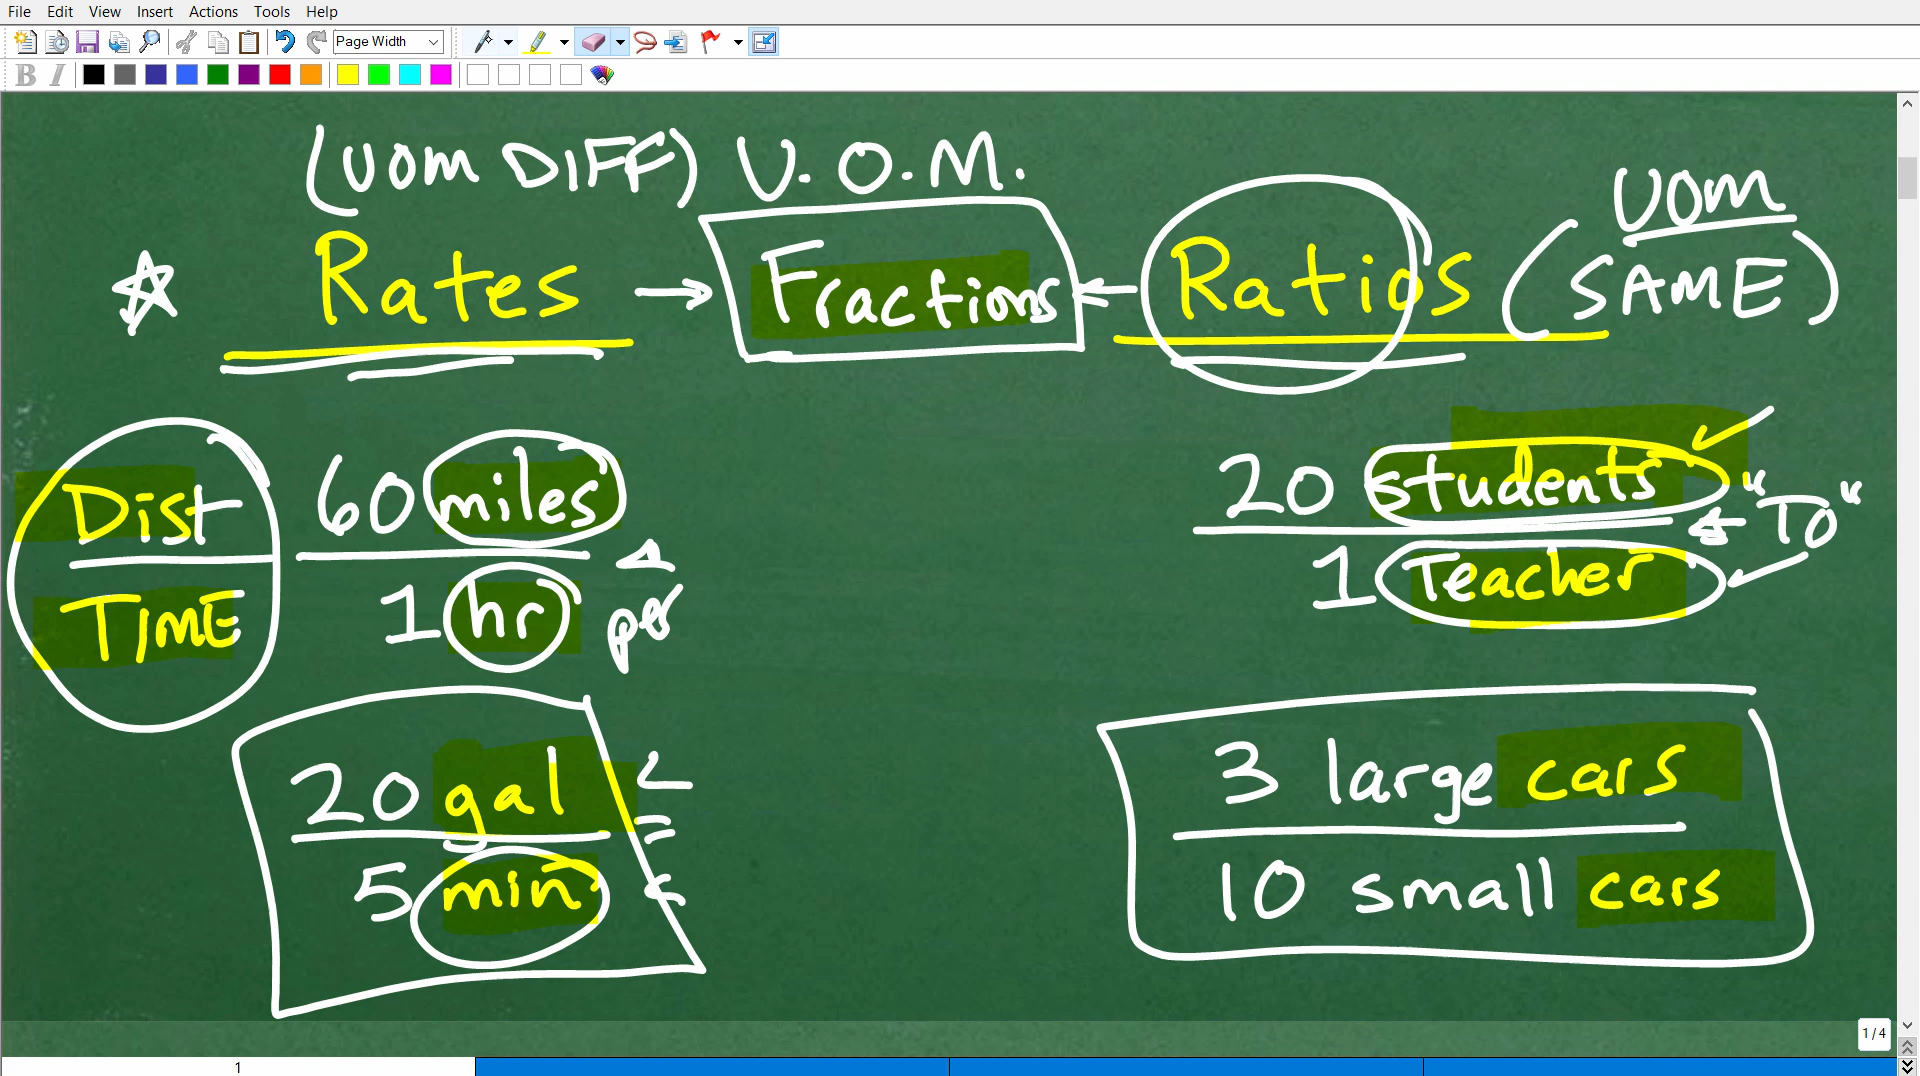 File Edit View Insert Actions Tools Help
Page Width
B I
(UOM DIFF) U.O.M.
UOM
Rates → Fractions ← Ratios (SAME)
Dist
TIME
60 miles
1 hr
per
20 students
1 Teacher
"TO"
20 gal
5 min
3 large cars
10 small cars
1 / 4
1